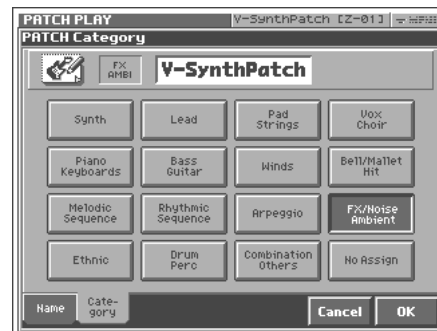 PATCH PLAY V-SynthPatch [Z-01]
PATCH Category
FX
AMBI
V-SynthPatch
Synth Lead Pad Strings Vox Choir
Piano Keyboards Bass Guitar Winds Bell/Mallet Hit
Melodic Sequence Rhythmic Sequence Arpeggio FX/Noise Ambient
Ethnic Drum Perc Combination Others No Assign
Name Cate-gory Cancel OK